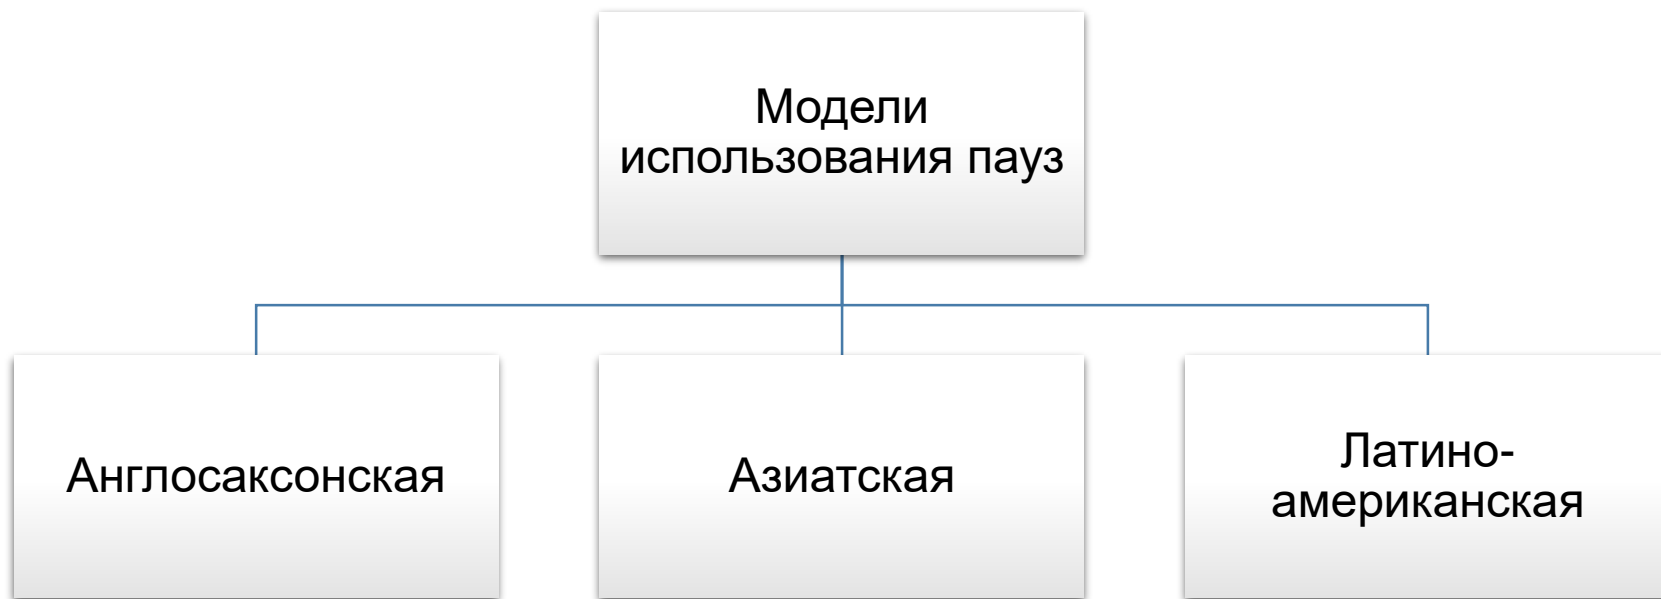 Модели
использования пауз
Англосаксонская
Азиатская
Латино-
американская